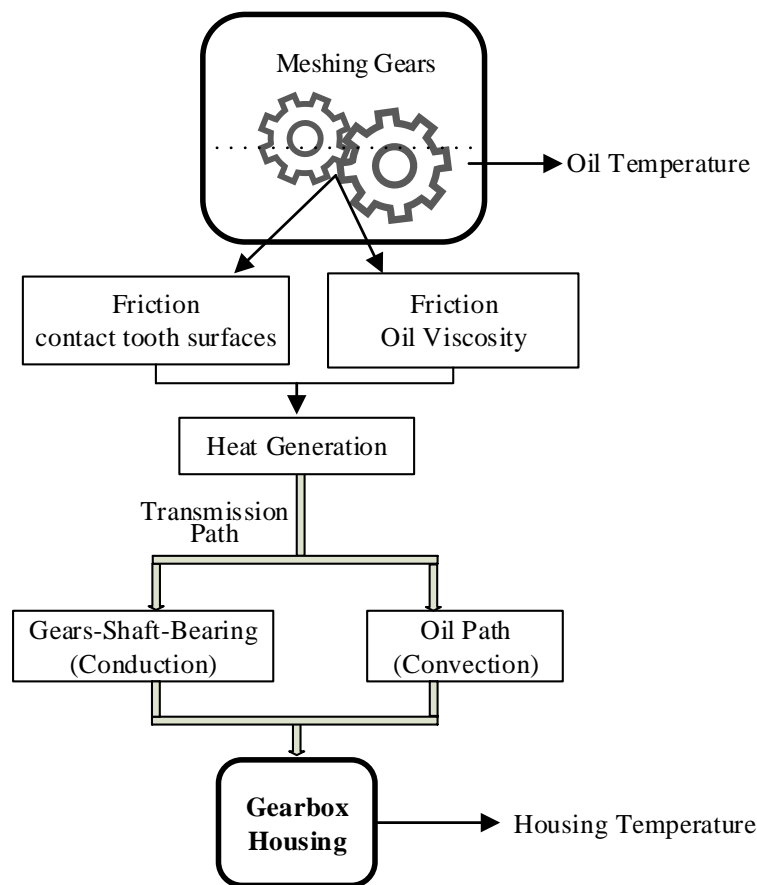 Meshing Gears
Oil Temperature
Friction
contact tooth surfaces
Friction
Oil Viscosity
Heat Generation
Transmission
Path
Gears-Shaft-Bearing
(Conduction)
Oil Path
(Convection)
Gearbox
Housing
Housing Temperature